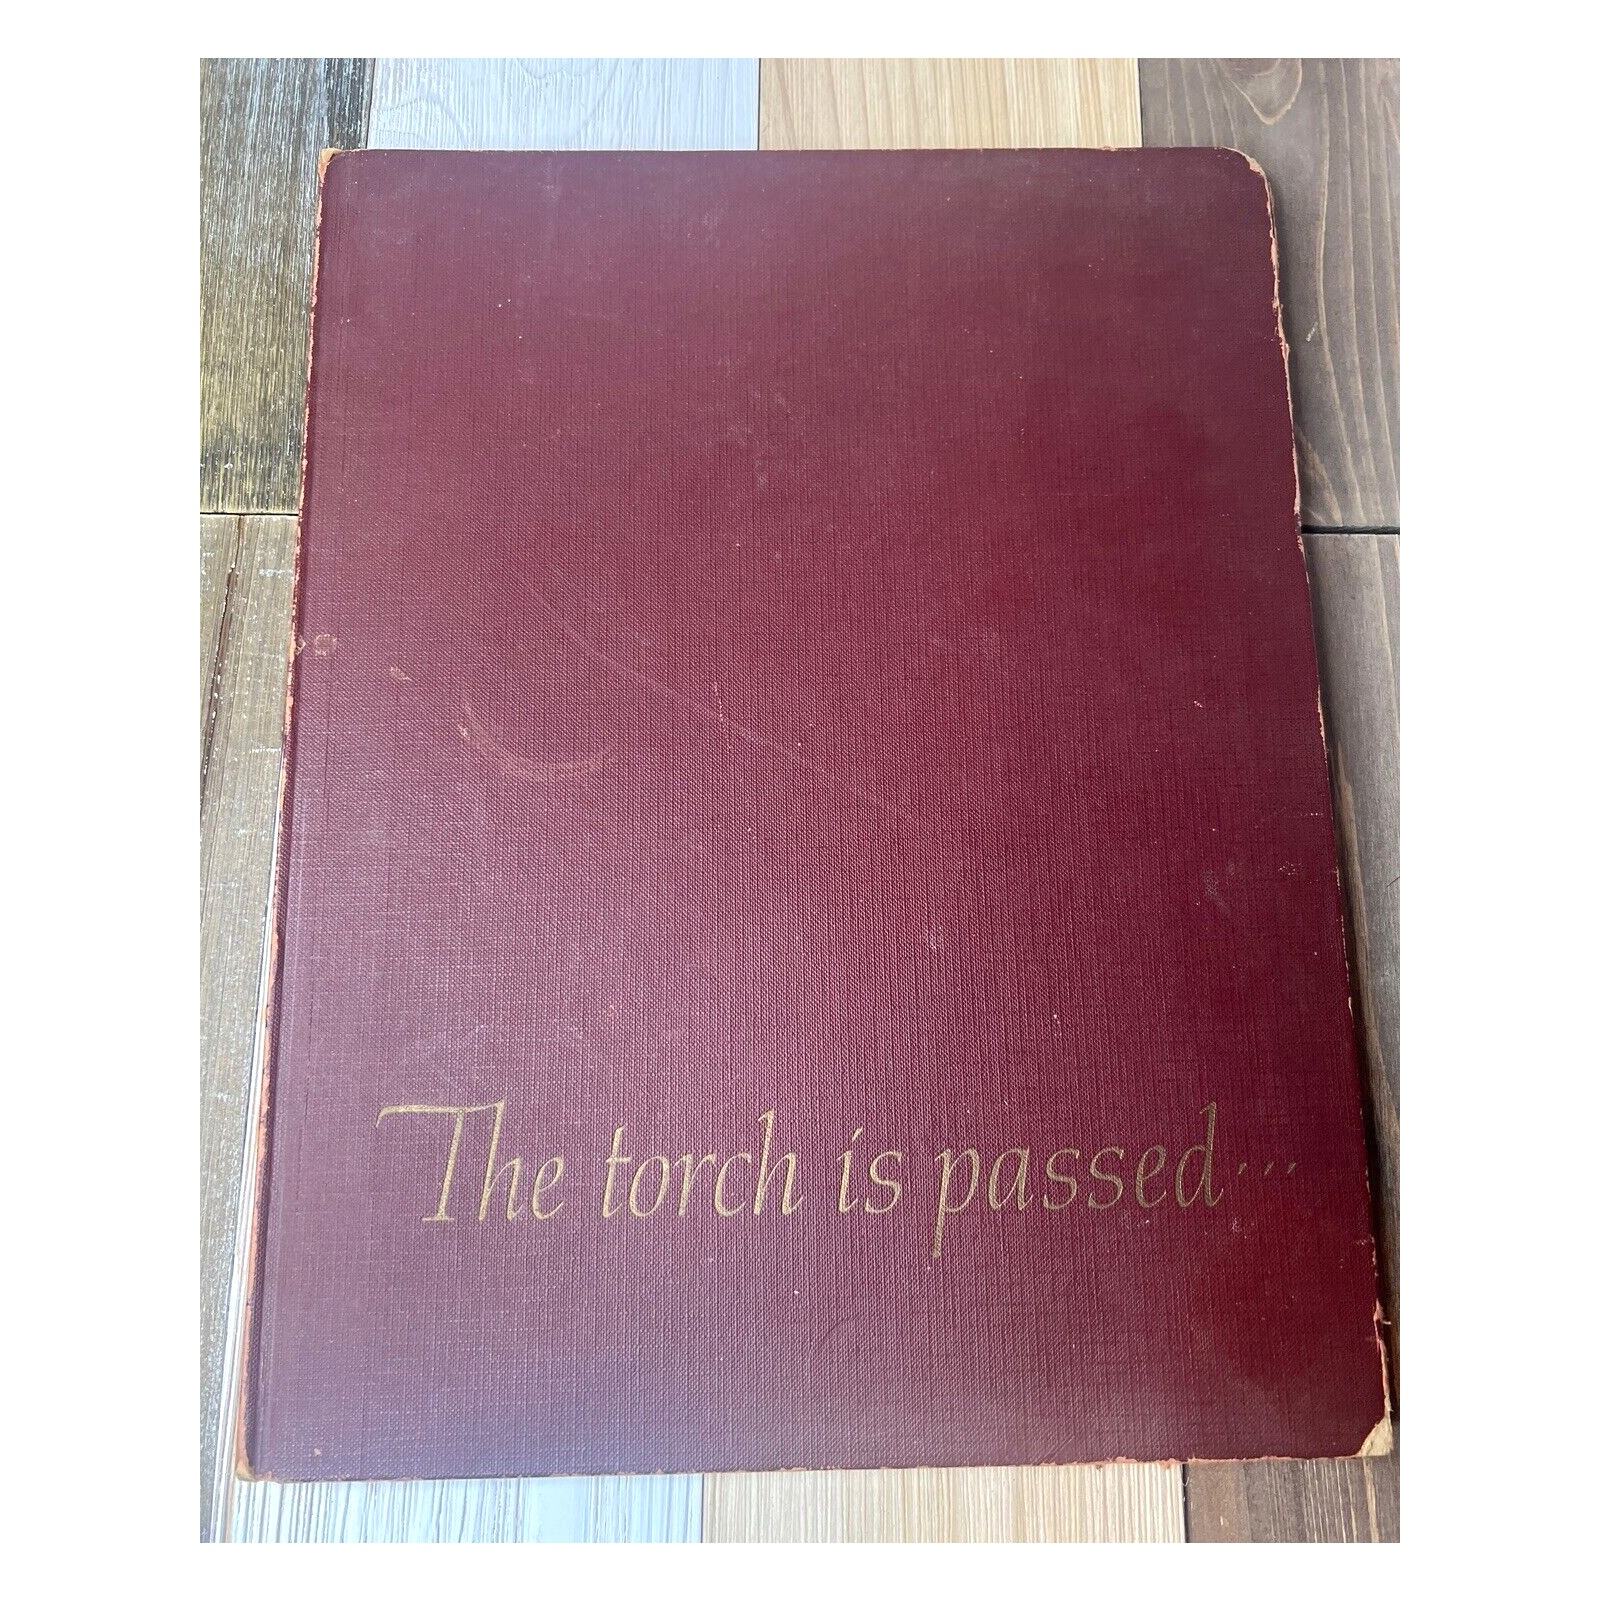 The torch is passed...